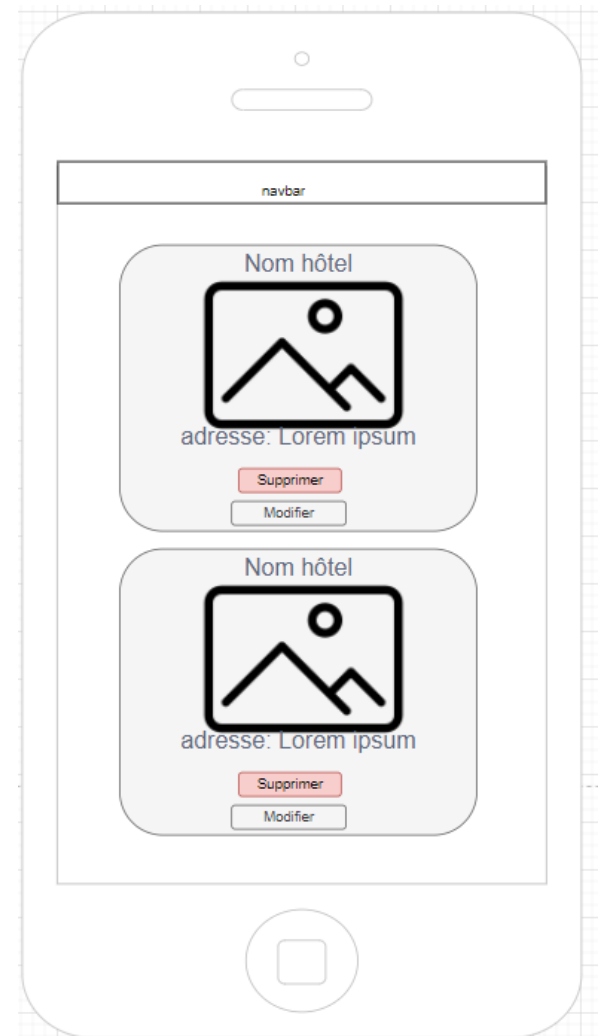 navbar
Nom hôtel
adresse: Lorem ipsum
Supprimer
Modifier
Nom hôtel
adresse: Lorem ipsum
Supprimer
Modifier